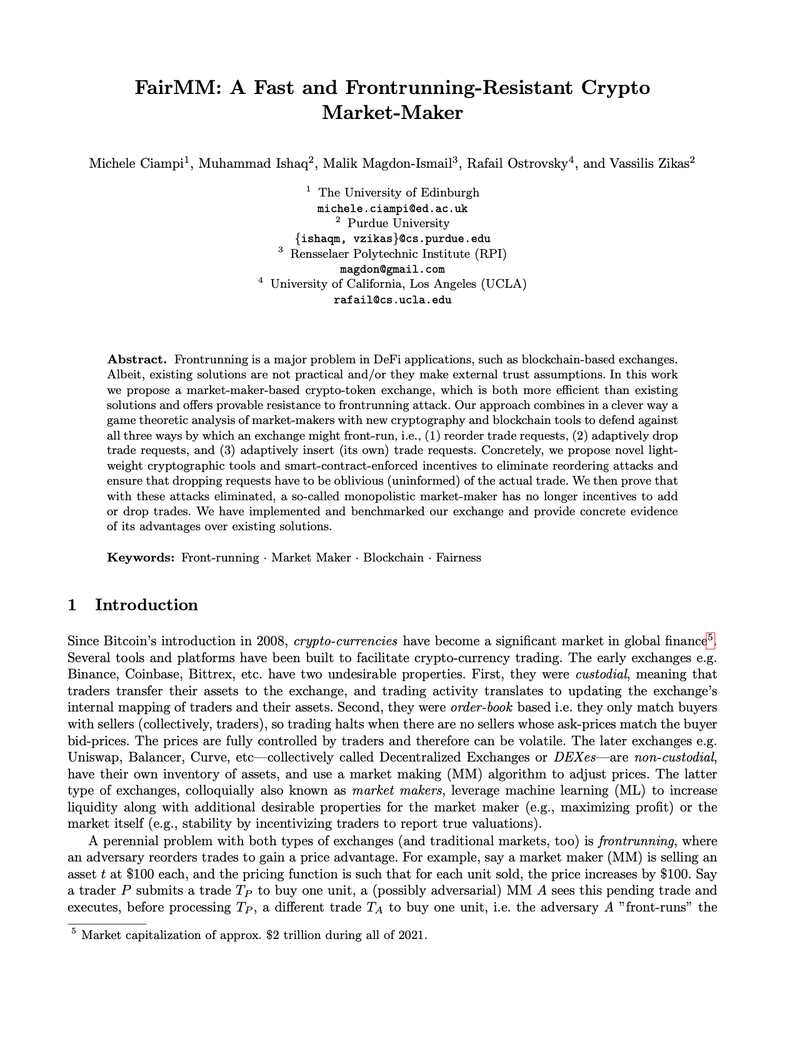 FairMM: A Fast and Frontrunning-Resistant Crypto
Market-Maker
Michele Ciampi1, Muhammad Ishaq2, Malik Magdon-Ismail3, Rafail Ostrovsky4, and Vassilis Zikas2
1 The University of Edinburgh
michele.ciampi@ed.ac.uk
2 Purdue University
{ishaqm, vzikas}@cs.purdue.edu
3 Rensselaer Polytechnic Institute (RPI)
magdon@gmail.com
4 University of California, Los Angeles (UCLA)
rafail@cs.ucla.edu
Abstract. Frontrunning is a major problem in DeFi applications, such as blockchain-based exchanges.
Albeit, existing solutions are not practical and/or they make external trust assumptions. In this work
we propose a market-maker-based crypto-token exchange, which is both more efficient than existing
solutions and offers provable resistance to frontrunning attack. Our approach combines in a clever way a
game theoretic analysis of market-makers with new cryptography and blockchain tools to defend against
all three ways by which an exchange might front-run, i.e., (1) reorder trade requests, (2) adaptively drop
trade requests, and (3) adaptively insert (its own) trade requests. Concretely, we propose novel light-
weight cryptographic tools and smart-contract-enforced incentives to eliminate reordering attacks and
ensure that dropping requests have to be oblivious (uninformed) of the actual trade. We then prove that
with these attacks eliminated, a so-called monopolistic market-maker has no longer incentives to add
or drop trades. We have implemented and benchmarked our exchange and provide concrete evidence
of its advantages over existing solutions.
Keywords: Front-running · Market Maker · Blockchain · Fairness
1 Introduction
Since Bitcoin's introduction in 2008, crypto-currencies have become a significant market in global finance5.
Several tools and platforms have been built to facilitate crypto-currency trading. The early exchanges e.g.
Binance, Coinbase, Bittrex, etc. have two undesirable properties. First, they were custodial, meaning that
traders transfer their assets to the exchange, and trading activity translates to updating the exchange's
internal mapping of traders and their assets. Second, they were order-book based i.e. they only match buyers
with sellers (collectively, traders), so trading halts when there are no sellers whose ask-prices match the buyer
bid-prices. The prices are fully controlled by traders and therefore can be volatile. The later exchanges e.g.
Uniswap, Balancer, Curve, etc—collectively called Decentralized Exchanges or DEXes—are non-custodial,
have their own inventory of assets, and use a market making (MM) algorithm to adjust prices. The latter
type of exchanges, colloquially also known as market makers, leverage machine learning (ML) to increase
liquidity along with additional desirable properties for the market maker (e.g., maximizing profit) or the
market itself (e.g., stability by incentivizing traders to report true valuations).
A perennial problem with both types of exchanges (and traditional markets, too) is frontrunning, where
an adversary reorders trades to gain a price advantage. For example, say a market maker (MM) is selling an
asset t at $100 each, and the pricing function is such that for each unit sold, the price increases by $100. Say
a trader P submits a trade TP to buy one unit, a (possibly adversarial) MM A sees this pending trade and
executes, before processing TP, a different trade TA to buy one unit, i.e. the adversary A "front-runs" the
5 Market capitalization of approx. $2 trillion during all of 2021.